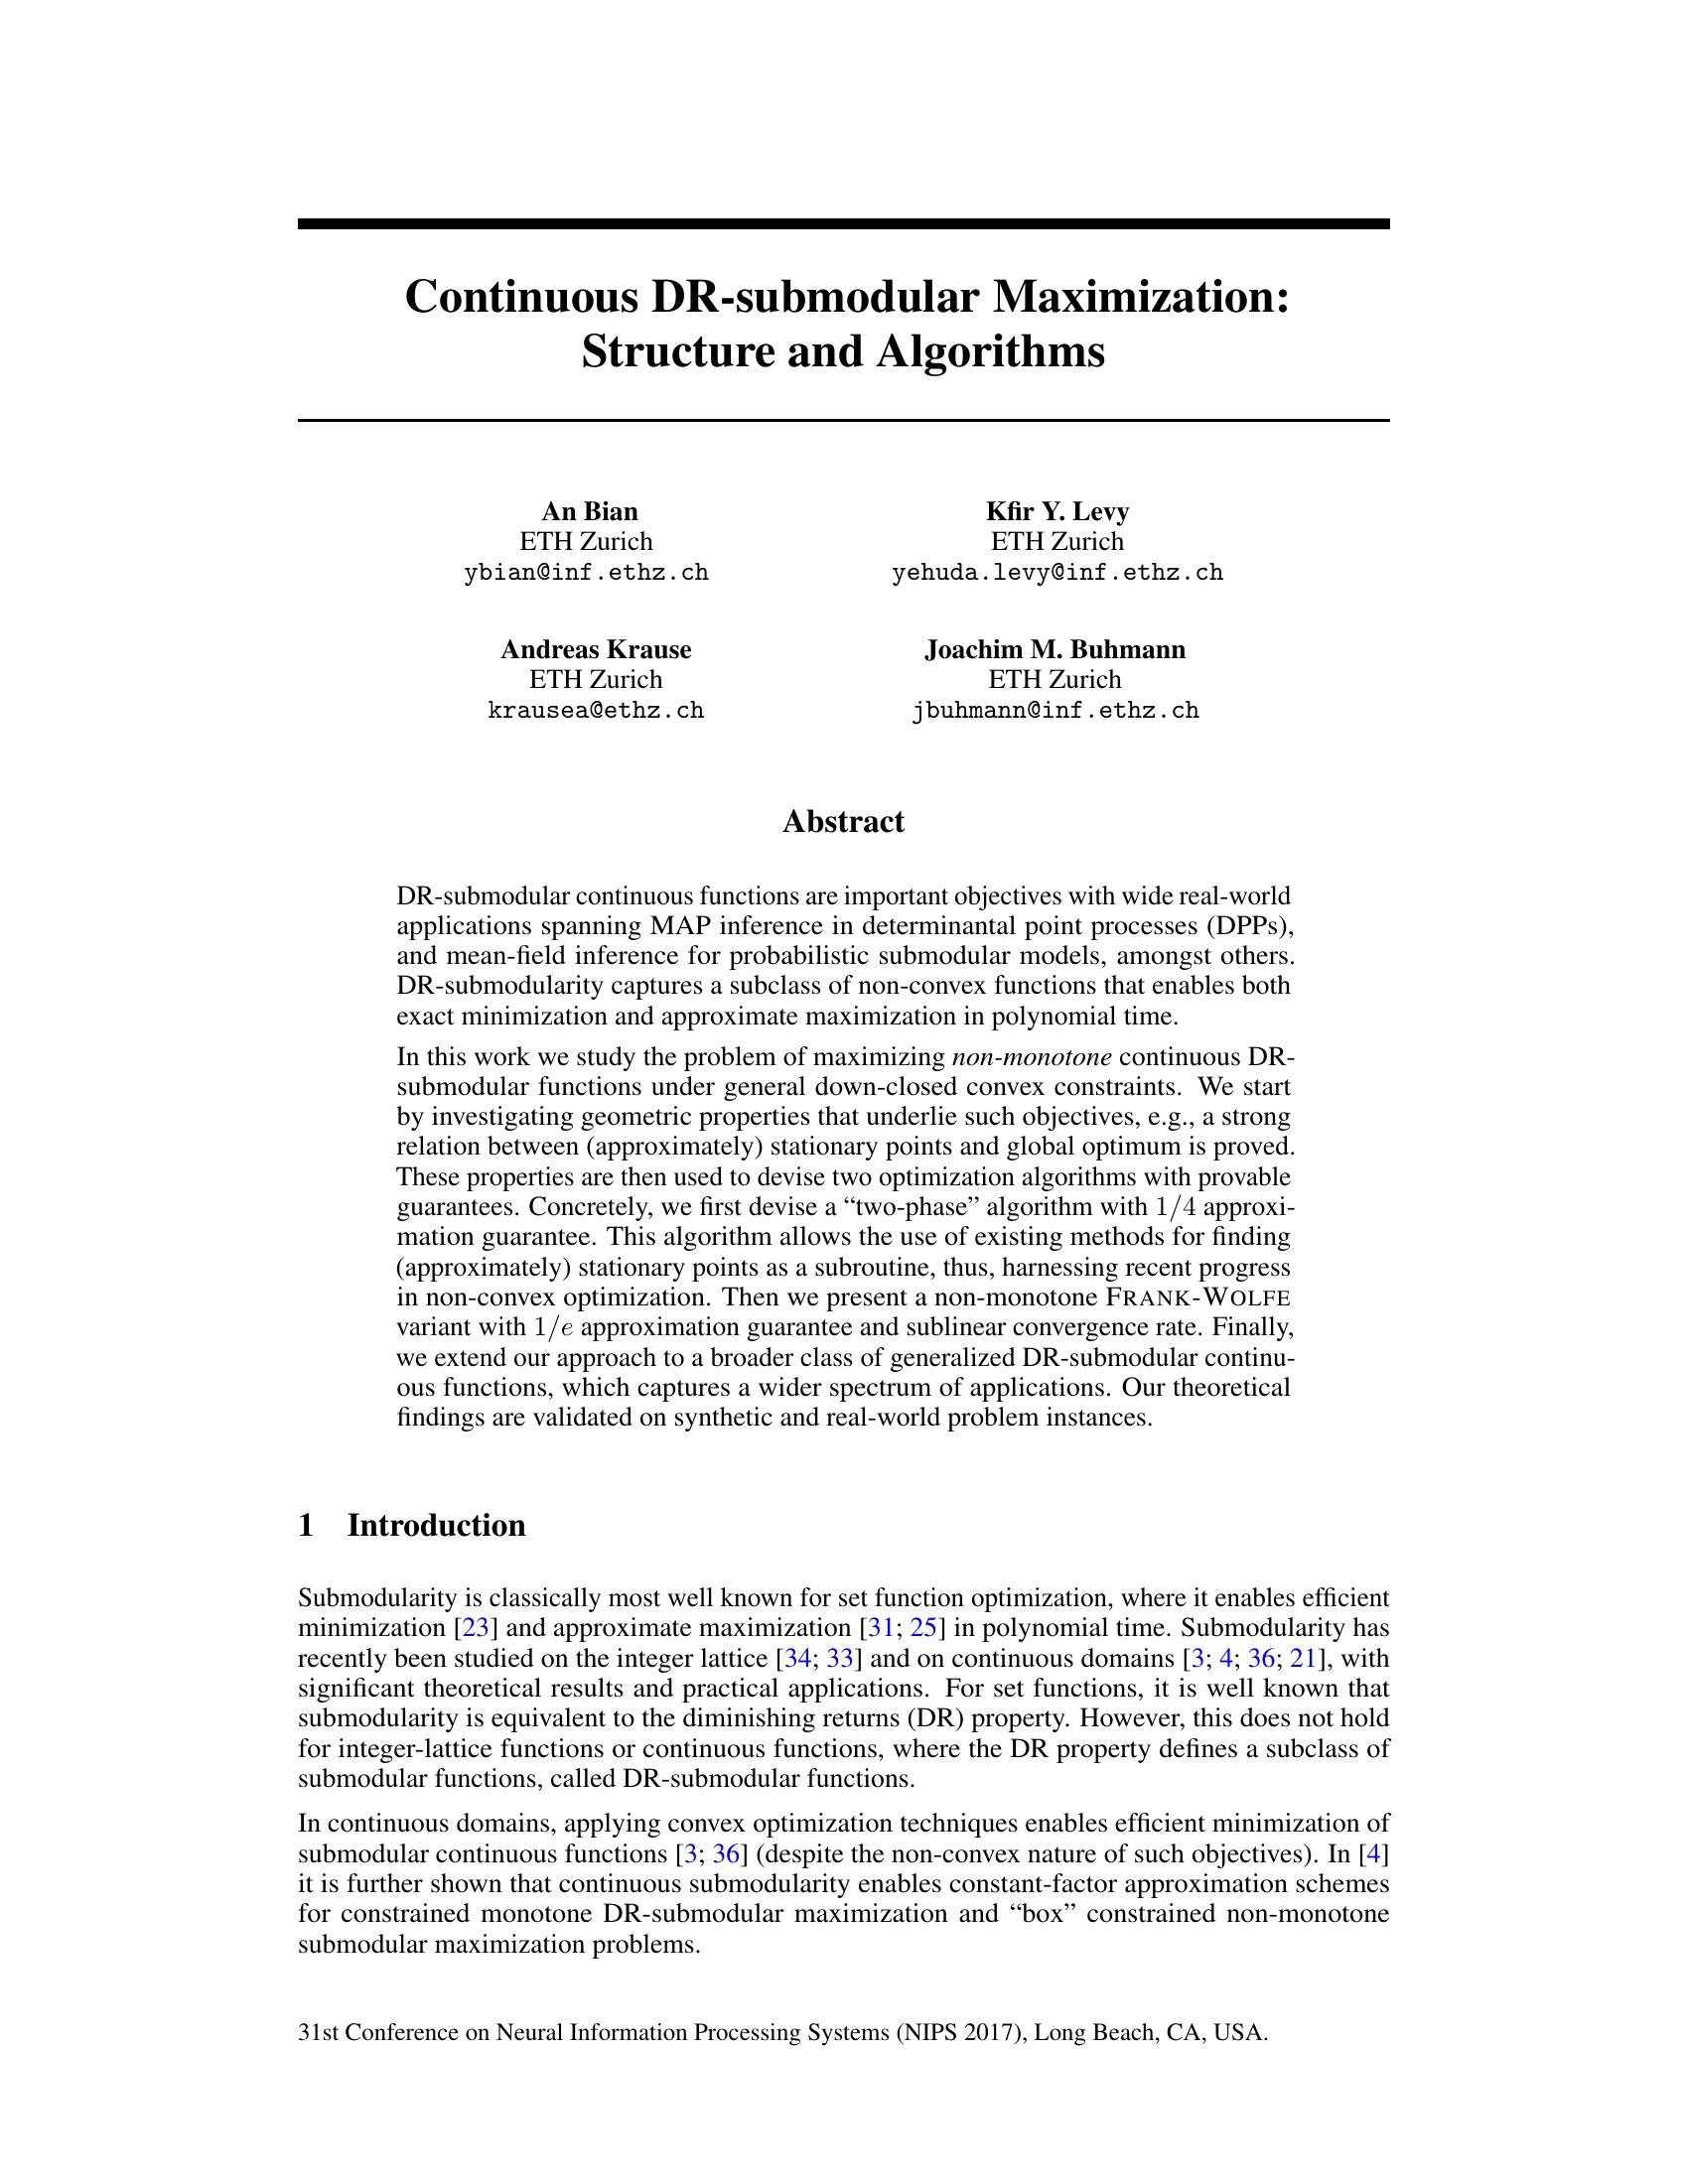 Continuous DR-submodular Maximization:
Structure and Algorithms
An Bian
ETH Zurich
ybian@inf.ethz.ch
Kfir Y. Levy
ETH Zurich
yehuda.levy@inf.ethz.ch
Andreas Krause
ETH Zurich
krausea@ethz.ch
Joachim M. Buhmann
ETH Zurich
jbuhmann@inf.ethz.ch
Abstract
DR-submodular continuous functions are important objectives with wide real-world
applications spanning MAP inference in determinantal point processes (DPPs),
and mean-field inference for probabilistic submodular models, amongst others.
DR-submodularity captures a subclass of non-convex functions that enables both
exact minimization and approximate maximization in polynomial time.
In this work we study the problem of maximizing non-monotone continuous DR-
submodular functions under general down-closed convex constraints. We start
by investigating geometric properties that underlie such objectives, e.g., a strong
relation between (approximately) stationary points and global optimum is proved.
These properties are then used to devise two optimization algorithms with provable
guarantees. Concretely, we first devise a “two-phase” algorithm with 1/4 approxi-
mation guarantee. This algorithm allows the use of existing methods for finding
(approximately) stationary points as a subroutine, thus, harnessing recent progress
in non-convex optimization. Then we present a non-monotone FRANK-WOLFE
variant with 1/e approximation guarantee and sublinear convergence rate. Finally,
we extend our approach to a broader class of generalized DR-submodular continu-
ous functions, which captures a wider spectrum of applications. Our theoretical
findings are validated on synthetic and real-world problem instances.
1 Introduction
Submodularity is classically most well known for set function optimization, where it enables efficient
minimization [23] and approximate maximization [31; 25] in polynomial time. Submodularity has
recently been studied on the integer lattice [34; 33] and on continuous domains [3; 4; 36; 21], with
significant theoretical results and practical applications. For set functions, it is well known that
submodularity is equivalent to the diminishing returns (DR) property. However, this does not hold
for integer-lattice functions or continuous functions, where the DR property defines a subclass of
submodular functions, called DR-submodular functions.
In continuous domains, applying convex optimization techniques enables efficient minimization of
submodular continuous functions [3; 36] (despite the non-convex nature of such objectives). In [4]
it is further shown that continuous submodularity enables constant-factor approximation schemes
for constrained monotone DR-submodular maximization and “box” constrained non-monotone
submodular maximization problems.
31st Conference on Neural Information Processing Systems (NIPS 2017), Long Beach, CA, USA.